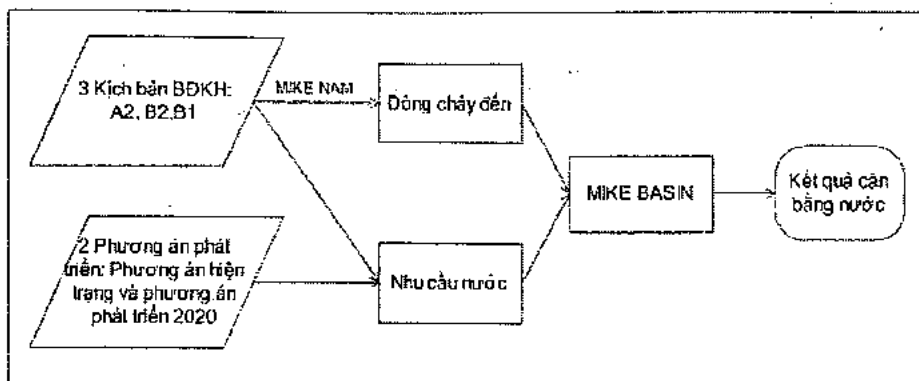 3 Kịch bản BĐKH:
A2, B2,B1
MIKE NAM
Dòng chảy đến
MIKE BASIN
Kết quả cân
bằng nước
2 Phương án phát
triển: Phương án hiện
trạng và phương án
phát triển 2020
Nhu cầu nước